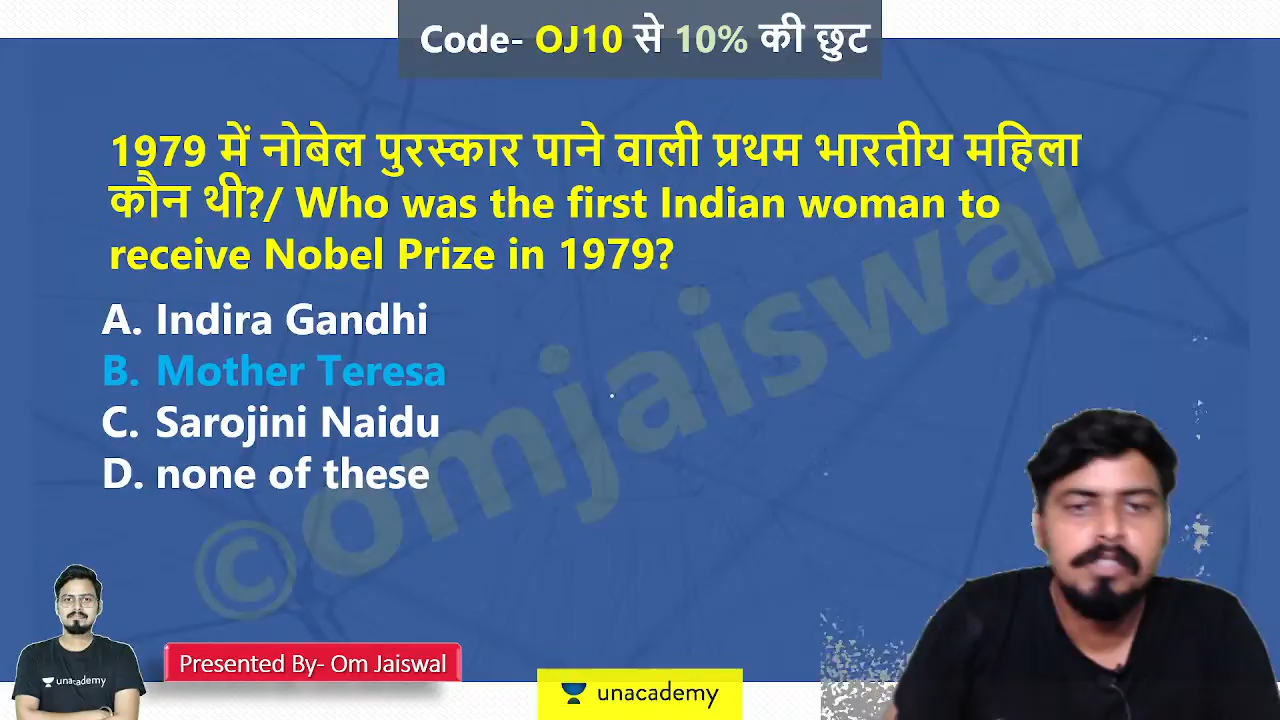 Code- OJ10 से 10% की छुट
1979 में नोबेल पुरस्कार पाने वाली प्रथम भारतीय महिला
कौन थी?/ Who was the first Indian woman to
receive Nobel Prize in 1979?
A. Indira Gandhi
B. Mother Teresa
C. Sarojini Naidu
D. none of these
©omjaiswal
unacademy
Presented By- Om Jaiswal
unacademy